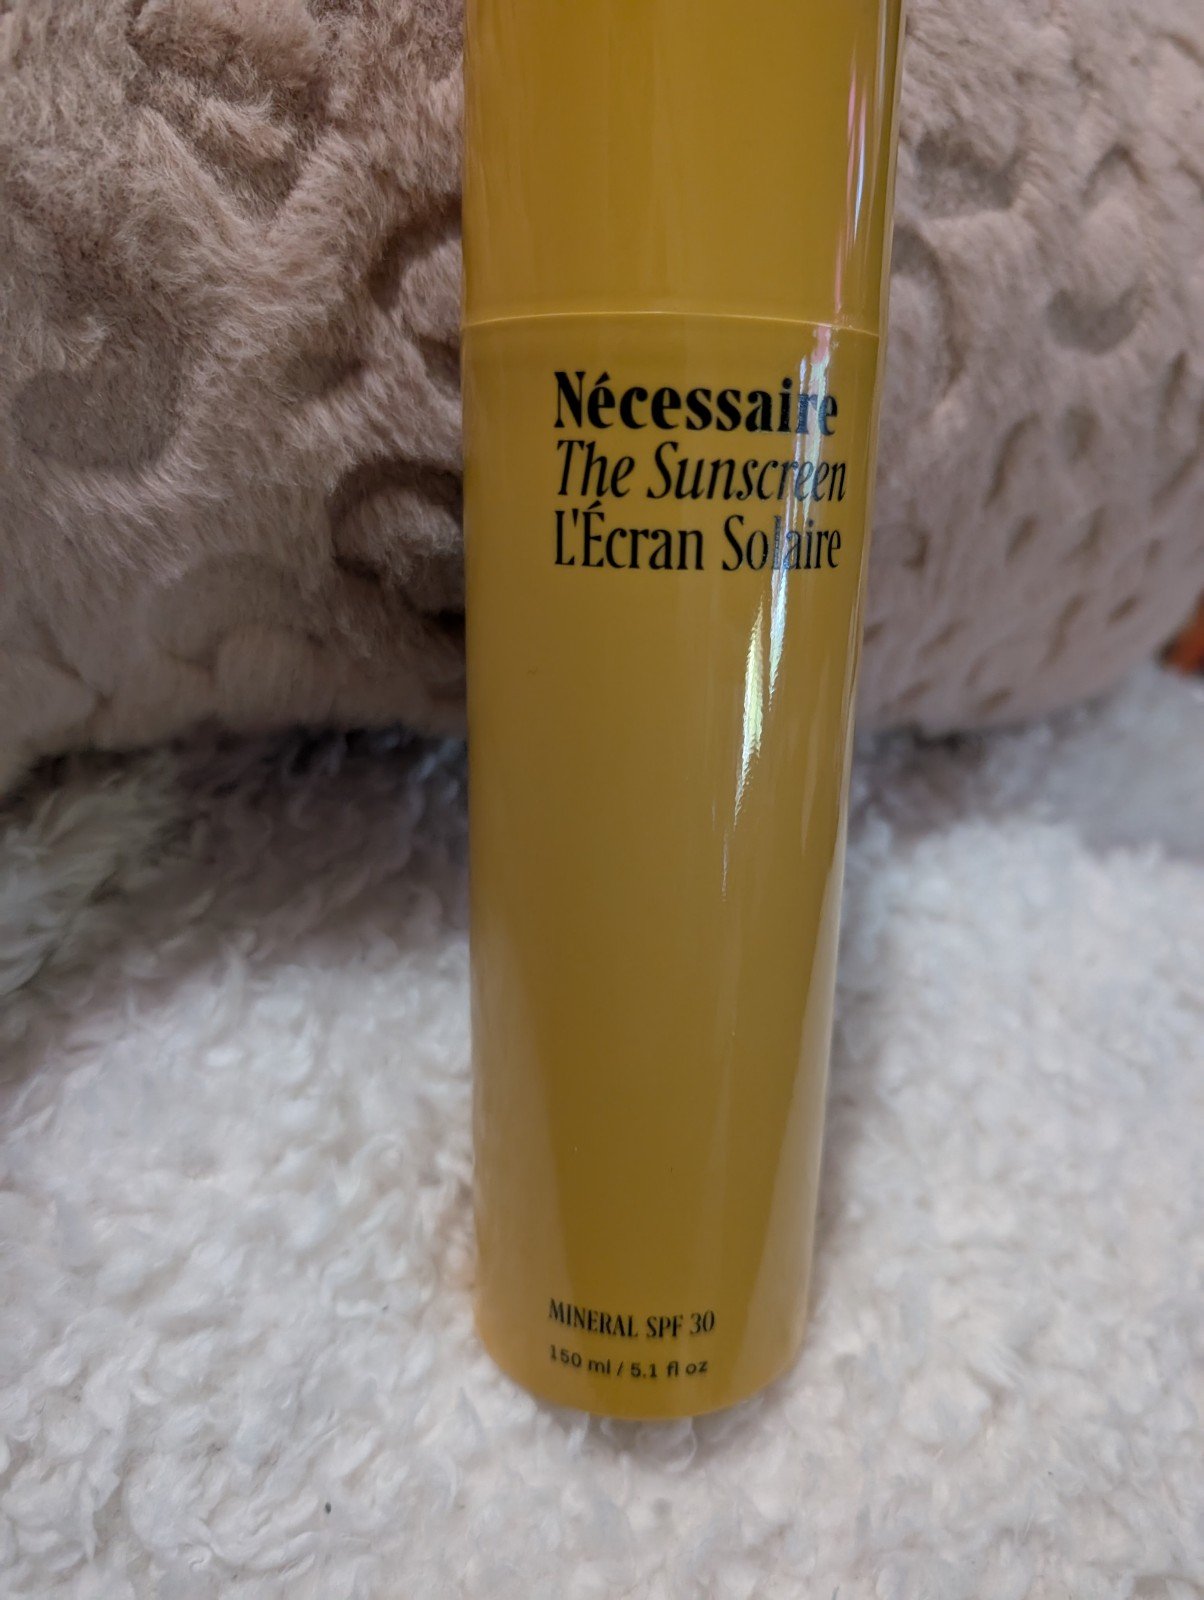 Nécessaire
The Sunscreen
L'Écran Solaire
MINERAL SPF 30
150 ml / 5.1 fl oz